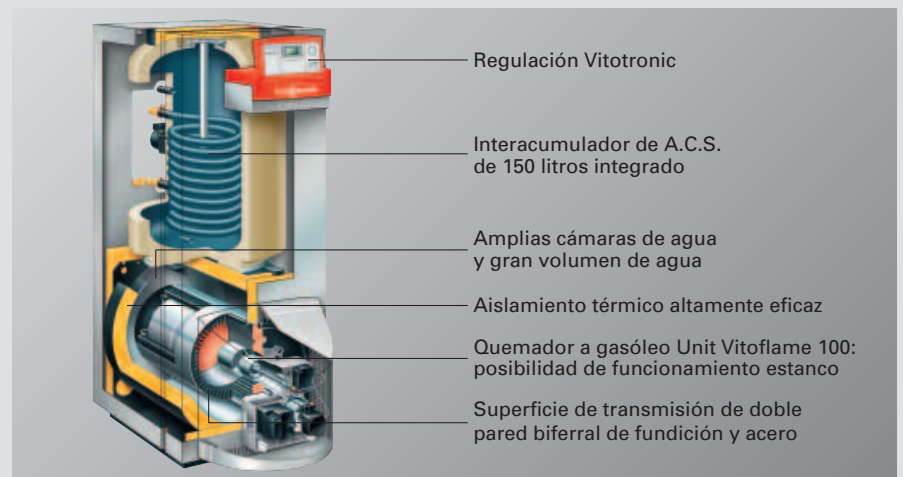 Regulación Vitotronic
Interacumulador de A.C.S.
de 150 litros integrado
Amplias cámaras de agua
y gran volumen de agua
Aislamiento térmico altamente eficaz
Quemador a gasóleo Unit Vitoflame 100:
posibilidad de funcionamiento estanco
Superficie de transmisión de doble
pared biferral de fundición y acero